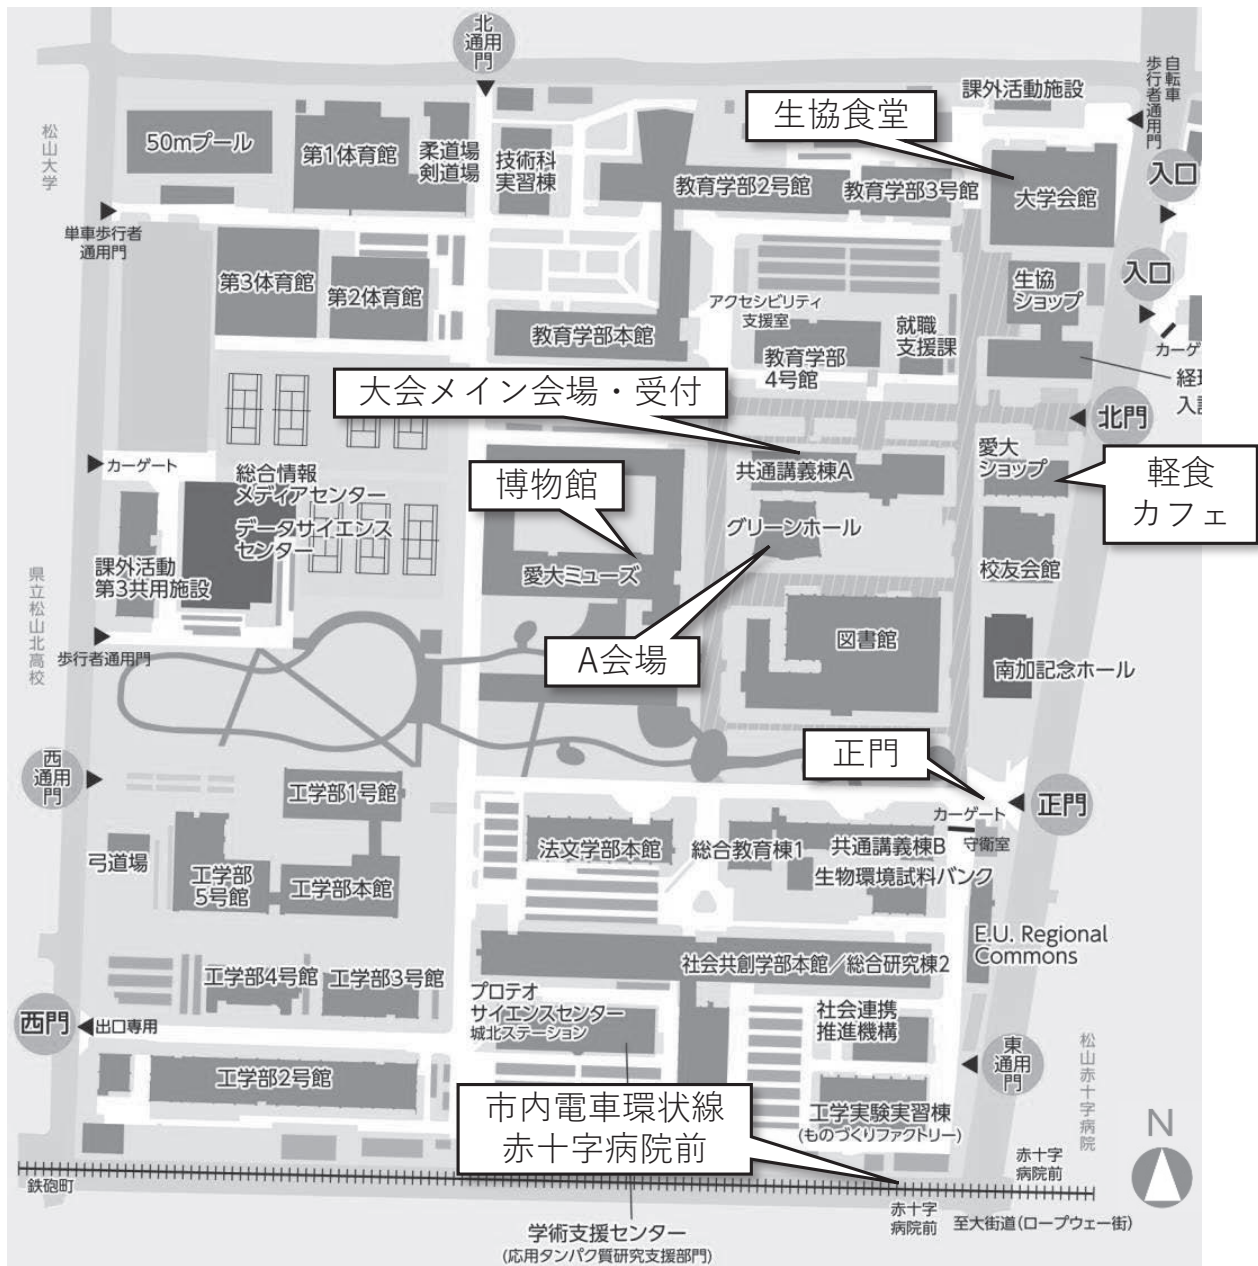 北
通用
門
自転車
歩行者通用門
課外活動施設
生協食堂
松山大学
50mプール
第1体育館
柔道場
剣道場
技術科
実習棟
教育学部2号館
教育学部3号館
大学会館
入口
単車歩行者
通用門
第3体育館
第2体育館
アクセシビリティ
支援室
生協
ショップ
入口
教育学部本館
教育学部
4号館
就職
支援課
カーゲ
入
大会メイン会場・受付
北門
カーゲート
総合情報
メディアセンター
データサイエンス
センター
博物館
共通講義棟A
愛大
ショップ
軽食
カフェ
グリーンホール
課外活動
第3共用施設
愛大ミューズ
校友会館
県立松山北高校
歩行者通用門
A会場
図書館
南加記念ホール
西
通用
門
正門
工学部1号館
カーゲート
正門
弓道場
工学部
5号館
工学部本館
法文学部本館
総合教育棟1
共通講義棟B
守衛室
生物環境試料バンク
E.U. Regional
Commons
工学部4号館
工学部3号館
社会共創学部本館/総合研究棟2
西門
出口専用
プロテオ
サイエンスセンター
城北ステーション
社会連携
推進機構
東
通用
門
松山赤十字病院
工学部2号館
市内電車環状線
赤十字病院前
工学実験実習棟
(ものづくりファクトリー)
N
赤十字
病院前
鉄砲町
赤十字
病院前
至大街道(ロープウェー街)
学術支援センター
(応用タンパク質研究支援部門)